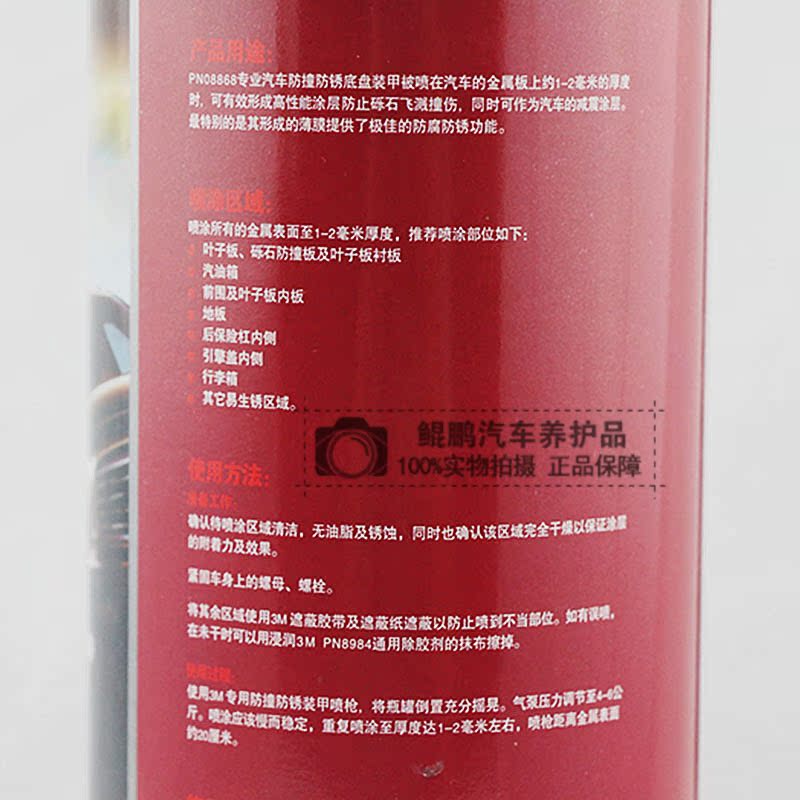 产品用途:
PN08868专业汽车防撞防锈底盘装甲被喷在汽车的金属板上约1-2毫米的厚度
时，可有效形成高性能涂层防止砾石飞溅撞伤，同时可作为汽车的减震涂层。
最特别的是其形成的薄膜提供了极佳的防腐防锈功能。
喷涂区域:
喷涂所有的金属表面至1-2毫米厚度，推荐喷涂部位如下:
叶子板、砾石防撞板及叶子板衬板
汽油箱
前围及叶子板内板
地板
后保险杠内侧
引擎盖内侧
行李箱
其它易生锈区域。
鲲鹏汽车养护品
100%实物拍摄 正品保障
使用方法:
准备工作:
确认待喷涂区域清洁，无油脂及锈蚀，同时也确认该区域完全干燥以保证涂层
的附着力及效果。
紧固车身上的螺母、螺栓。
将其余区域使用3M遮蔽胶带及遮蔽纸遮蔽以防止喷到不当部位。如有误喷，
在未干时可以用浸润3M PN8984通用除胶剂的抹布擦掉。
使用过程:
使用3M专用防撞防锈装甲喷枪，将瓶罐倒置充分摇晃。气泵压力调节至4-6公
斤。喷涂应该慢而稳定，重复喷涂至厚度达1-2毫米左右，喷枪距离金属表面
约20厘米。